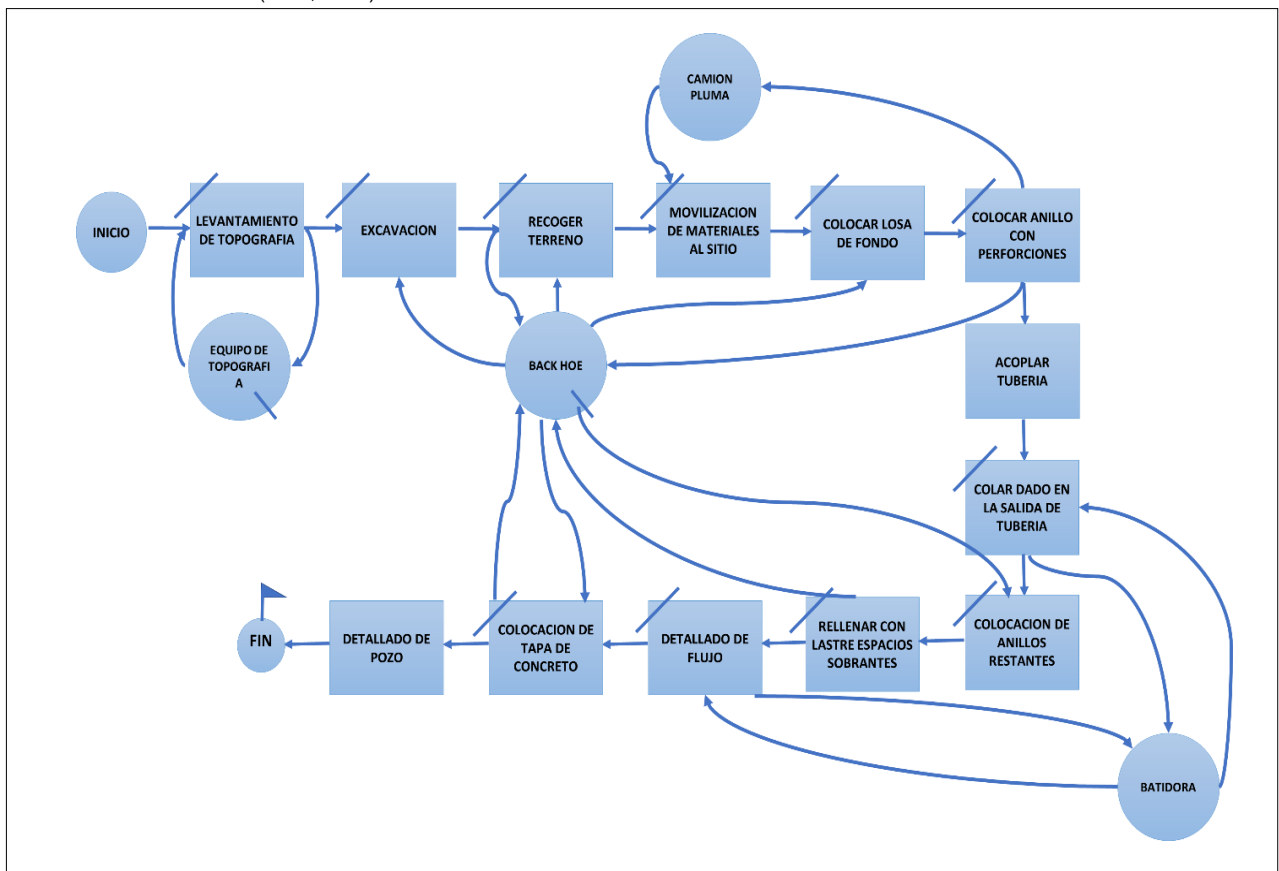 CAMION
PLUMA
INICIO
LEVANTAMIENTO
DE TOPOGRAFIA
EXCAVACION
RECOGER
TERRENO
MOVILIZACION
DE MATERIALES
AL SITIO
COLOCAR LOSA
DE FONDO
COLOCAR ANILLO
CON
PERFORCIONES
EQUIPO DE
TOPOGRAFI
A
BACK HOE
ACOPLAR
TUBERIA
COLAR DADO EN
LA SALIDA DE
TUBERIA
FIN
DETALLADO DE
POZO
COLOCACION DE
TAPA DE
CONCRETO
DETALLADO DE
FLUJO
RELLENAR CON
LASTRE ESPACIOS
SOBRANTES
COLOCACION DE
ANILLOS
RESTANTES
BATIDORA